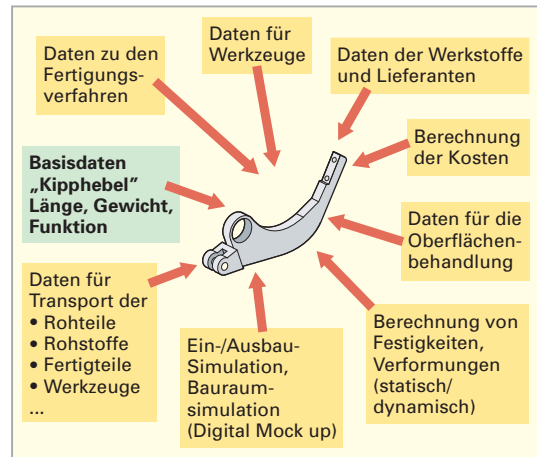 Daten zu den
Fertigungs-
verfahren
Daten für
Werkzeuge
Daten der Werkstoffe
und Lieferanten
Berechnung
der Kosten
Basisdaten
„Kipphebel”
Länge, Gewicht,
Funktion
Daten für die
Oberflächen-
behandlung
Daten für
Transport der
• Rohteile
• Rohstoffe
• Fertigteile
• Werkzeuge
...
Ein-/Ausbau-
Simulation,
Bauraum-
simulation
(Digital Mock up)
Berechnung von
Festigkeiten,
Verformungen
(statisch/
dynamisch)